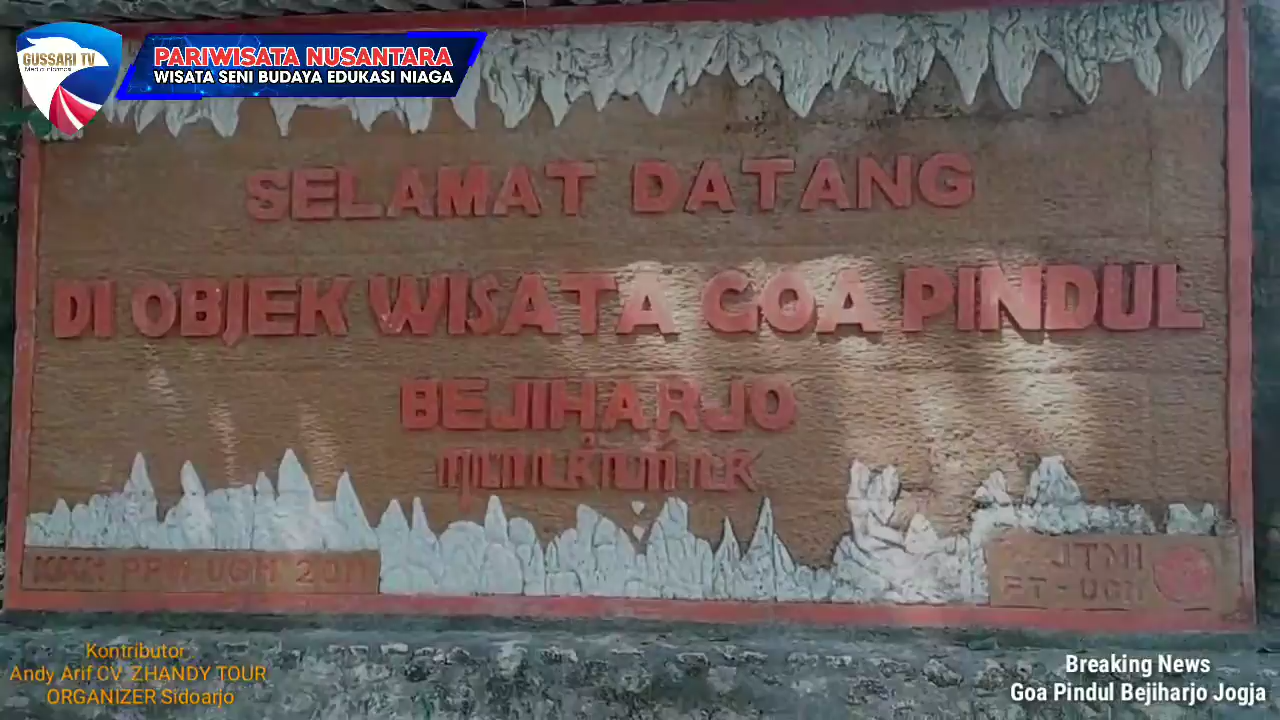 GUSSARI TV
PARIWISATA NUSANTARA
WISATA SENI BUDAYA EDUKASI NIAGA
SELAMAT DATANG
DI OBJEK WISATA GOA PINDUL
BEJIHARJO
KKN PPM UGM 2011
JTMI
FT - UGM
Kontributor
Andy Arif CV. ZHANDY TOUR
ORGANIZER Sidoarjo
Breaking News
Goa Pindul Bejiharjo Jogja